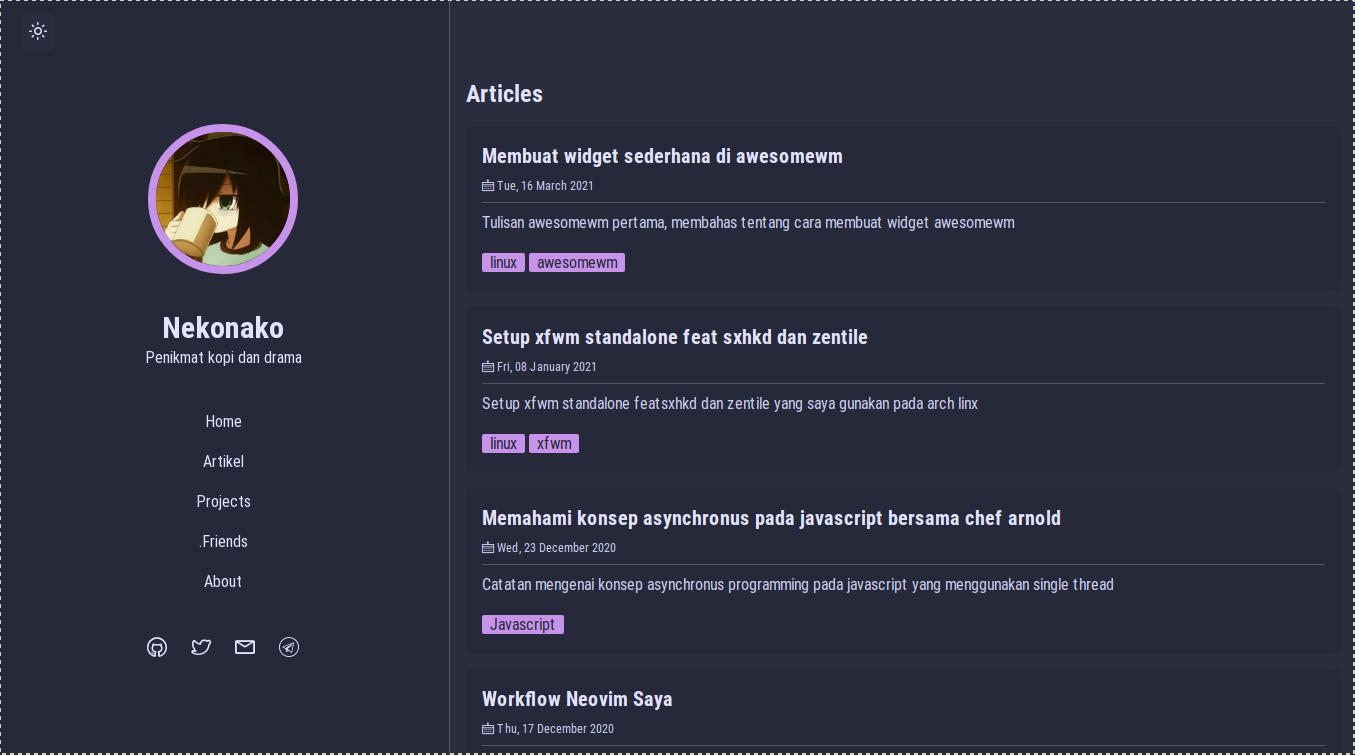 Nekonako
Penikmat kopi dan drama
Home
Artikel
Projects
.Friends
About
Articles
Membuat widget sederhana di awesomewm
Tue, 16 March 2021
Tulisan awesomewm pertama, membahas tentang cara membuat widget awesomewm
linux awesomewm
Setup xfwm standalone feat sxhkd dan zentile
Fri, 08 January 2021
Setup xfwm standalone featsxhkd dan zentile yang saya gunakan pada arch linx
linux xfwm
Memahami konsep asynchronus pada javascript bersama chef arnold
Wed, 23 December 2020
Catatan mengenai konsep asynchronus programming pada javascript yang menggunakan single thread
Javascript
Workflow Neovim Saya
Thu, 17 December 2020